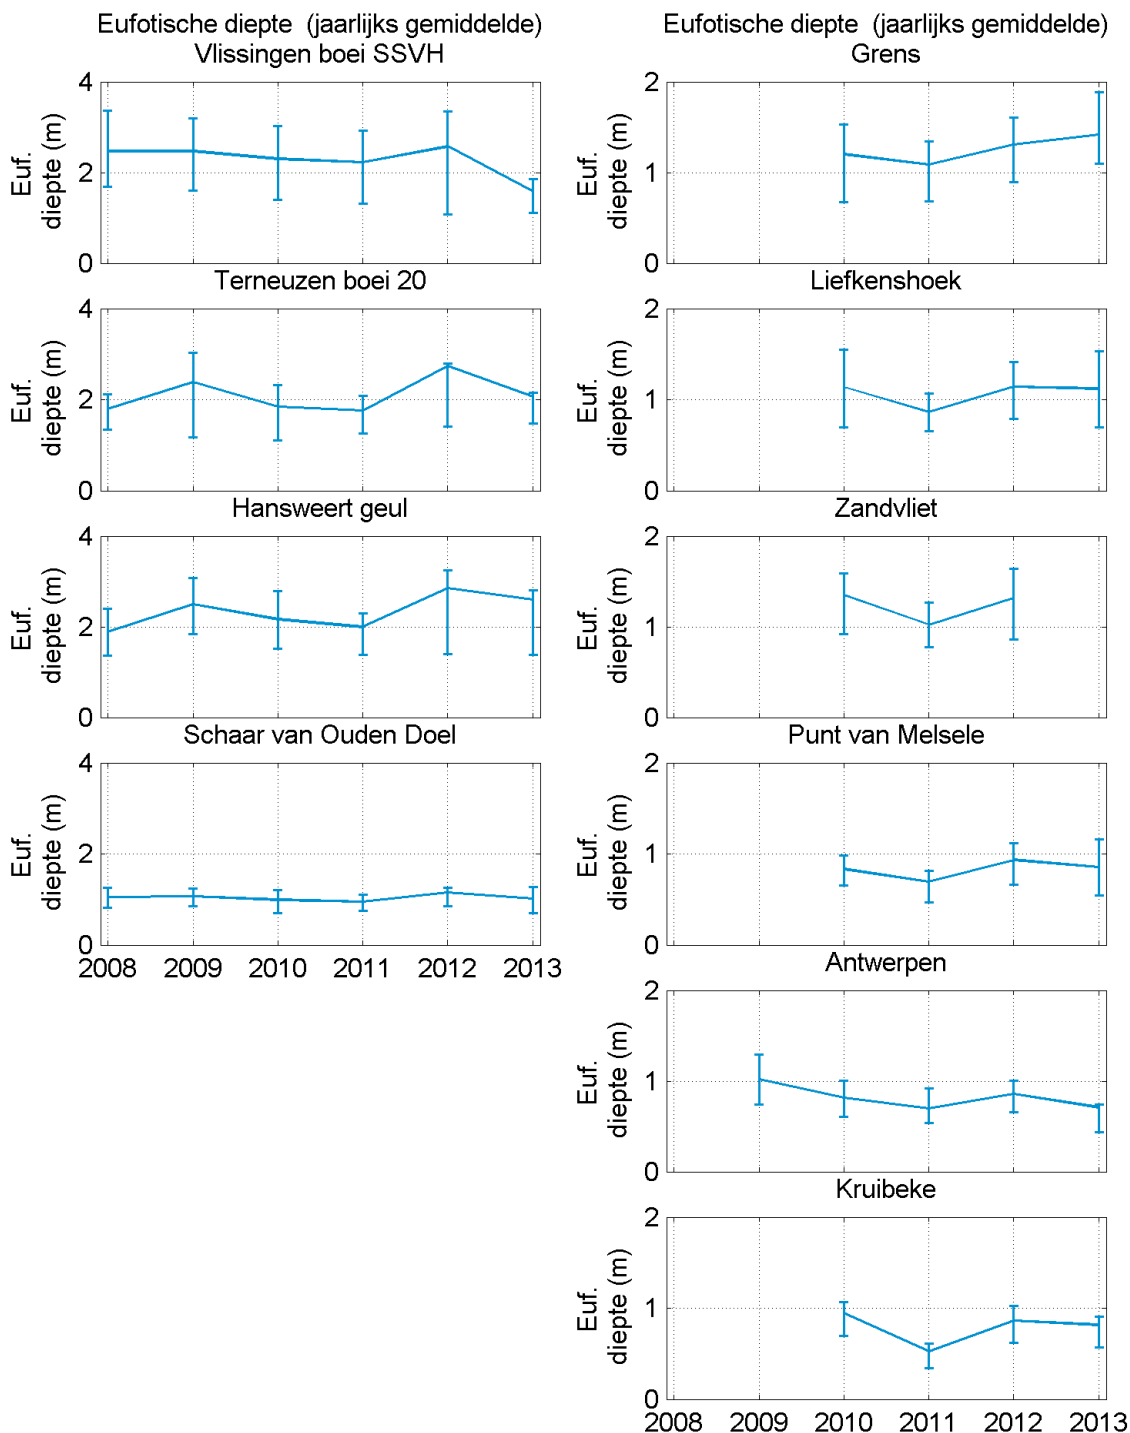 Eufotische diepte (jaarlijks gemiddelde)
Vlissingen boei SSVH
4
2
0
Euf.
diepte (m)
Terneuzen boei 20
4
2
0
Euf.
diepte (m)
Hansweert geul
4
2
0
Euf.
diepte (m)
Schaar van Ouden Doel
4
2
0
Euf.
diepte (m)
2008 2009 2010 2011 2012 2013
Eufotische diepte (jaarlijks gemiddelde)
Grens
2
1
0
Euf.
diepte (m)
Liefkenshoek
2
1
0
Euf.
diepte (m)
Zandvliet
2
1
0
Euf.
diepte (m)
Punt van Melsele
2
1
0
Euf.
diepte (m)
Antwerpen
2
1
0
Euf.
diepte (m)
Kruibeke
2
1
0
Euf.
diepte (m)
2008 2009 2010 2011 2012 2013